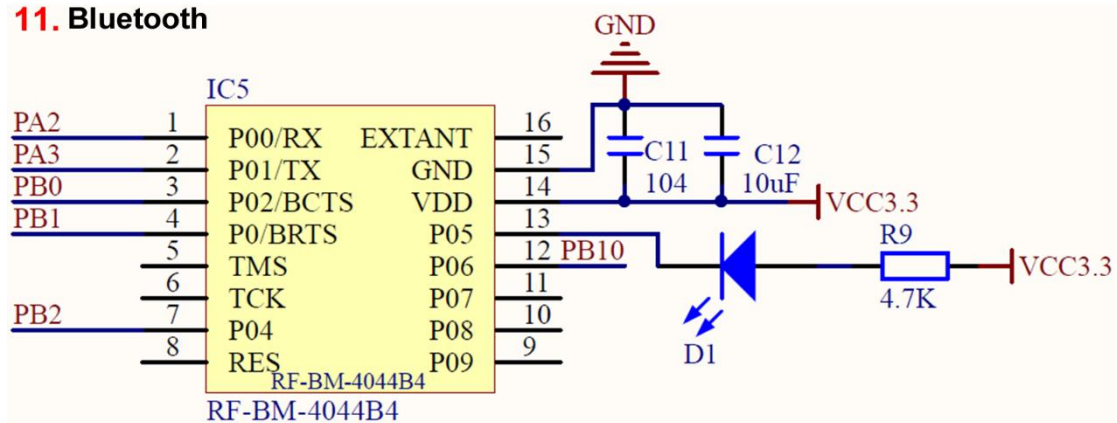 11. Bluetooth
GND
IC5
PA2 1 P00/RX EXTANT 16
PA3 2 P01/TX GND 15
C11 C12
104 10uF
PB0 3 P02/BCTS VDD 14 VCC3.3
PB1 4 P0/BRTS P05 13 R9
5 TMS P06 12 PB10 VCC3.3
6 TCK P07 11 4.7K
PB2 7 P04 P08 10 D1
8 RES P09 9
RF-BM-4044B4
RF-BM-4044B4